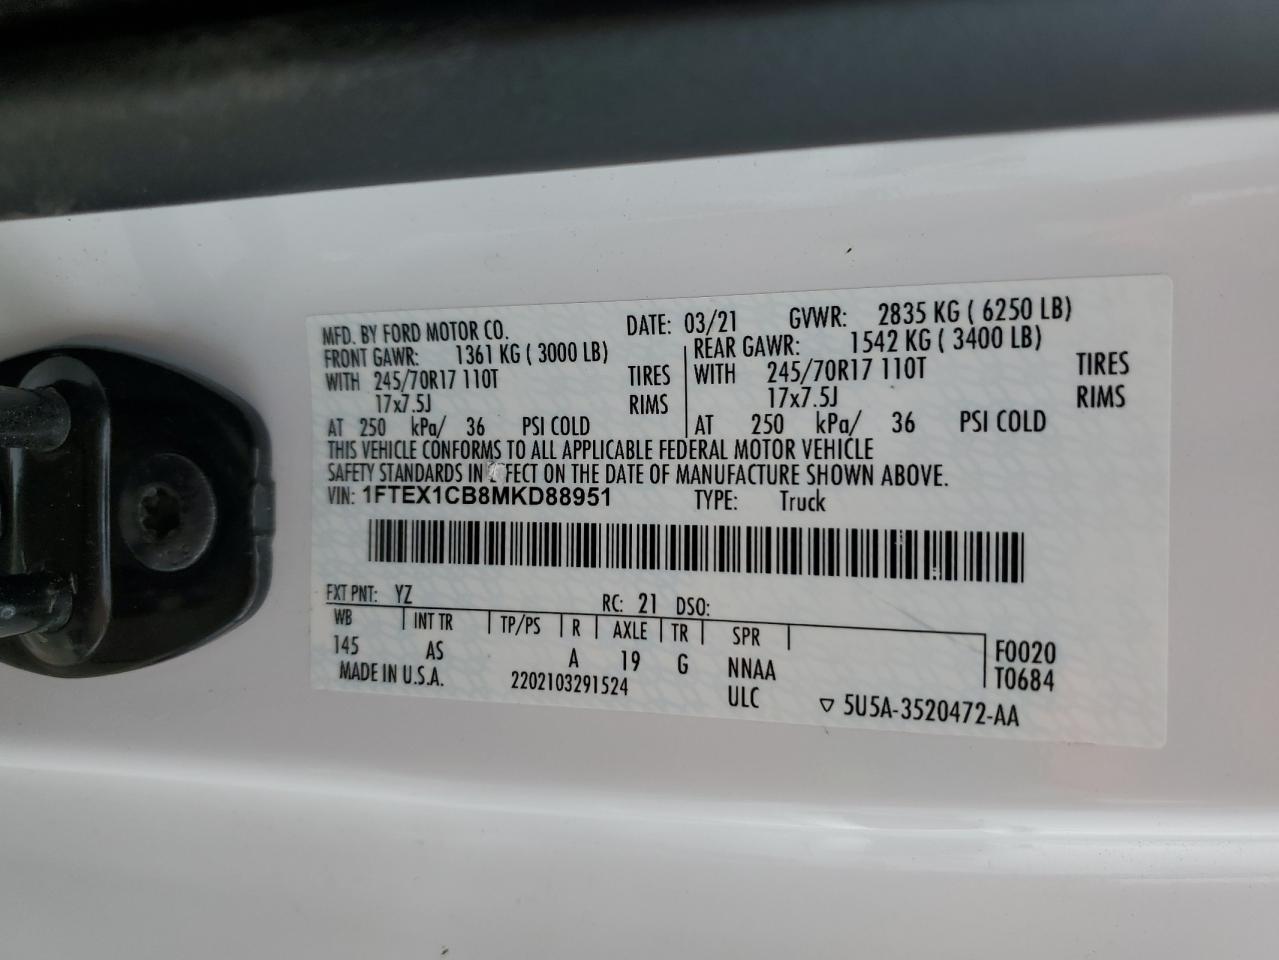 MFD. BY FORD MOTOR CO. DATE: 03/21 GVWR: 2835 KG ( 6250 LB)
FRONT GAWR: 1361 KG ( 3000 LB) REAR GAWR: 1542 KG ( 3400 LB)
WITH 245/70R17 110T TIRES WITH 245/70R17 110T TIRES
17x7.5J RIMS 17x7.5J RIMS
AT 250 kPa/ 36 PSI COLD AT 250 kPa/ 36 PSI COLD
THIS VEHICLE CONFORMS TO ALL APPLICABLE FEDERAL MOTOR VEHICLE
SAFETY STANDARDS IN EFFECT ON THE DATE OF MANUFACTURE SHOWN ABOVE.
VIN: 1FTEX1CB8MKD88951 TYPE: Truck
EXT PNT: YZ RC: 21 DSO:
WB INT TR TP/PS R AXLE TR SPR
145 AS A 19 G NNAA F0020
MADE IN U.S.A. 2202103291524 ULC T0684
▽ 5U5A-3520472-AA